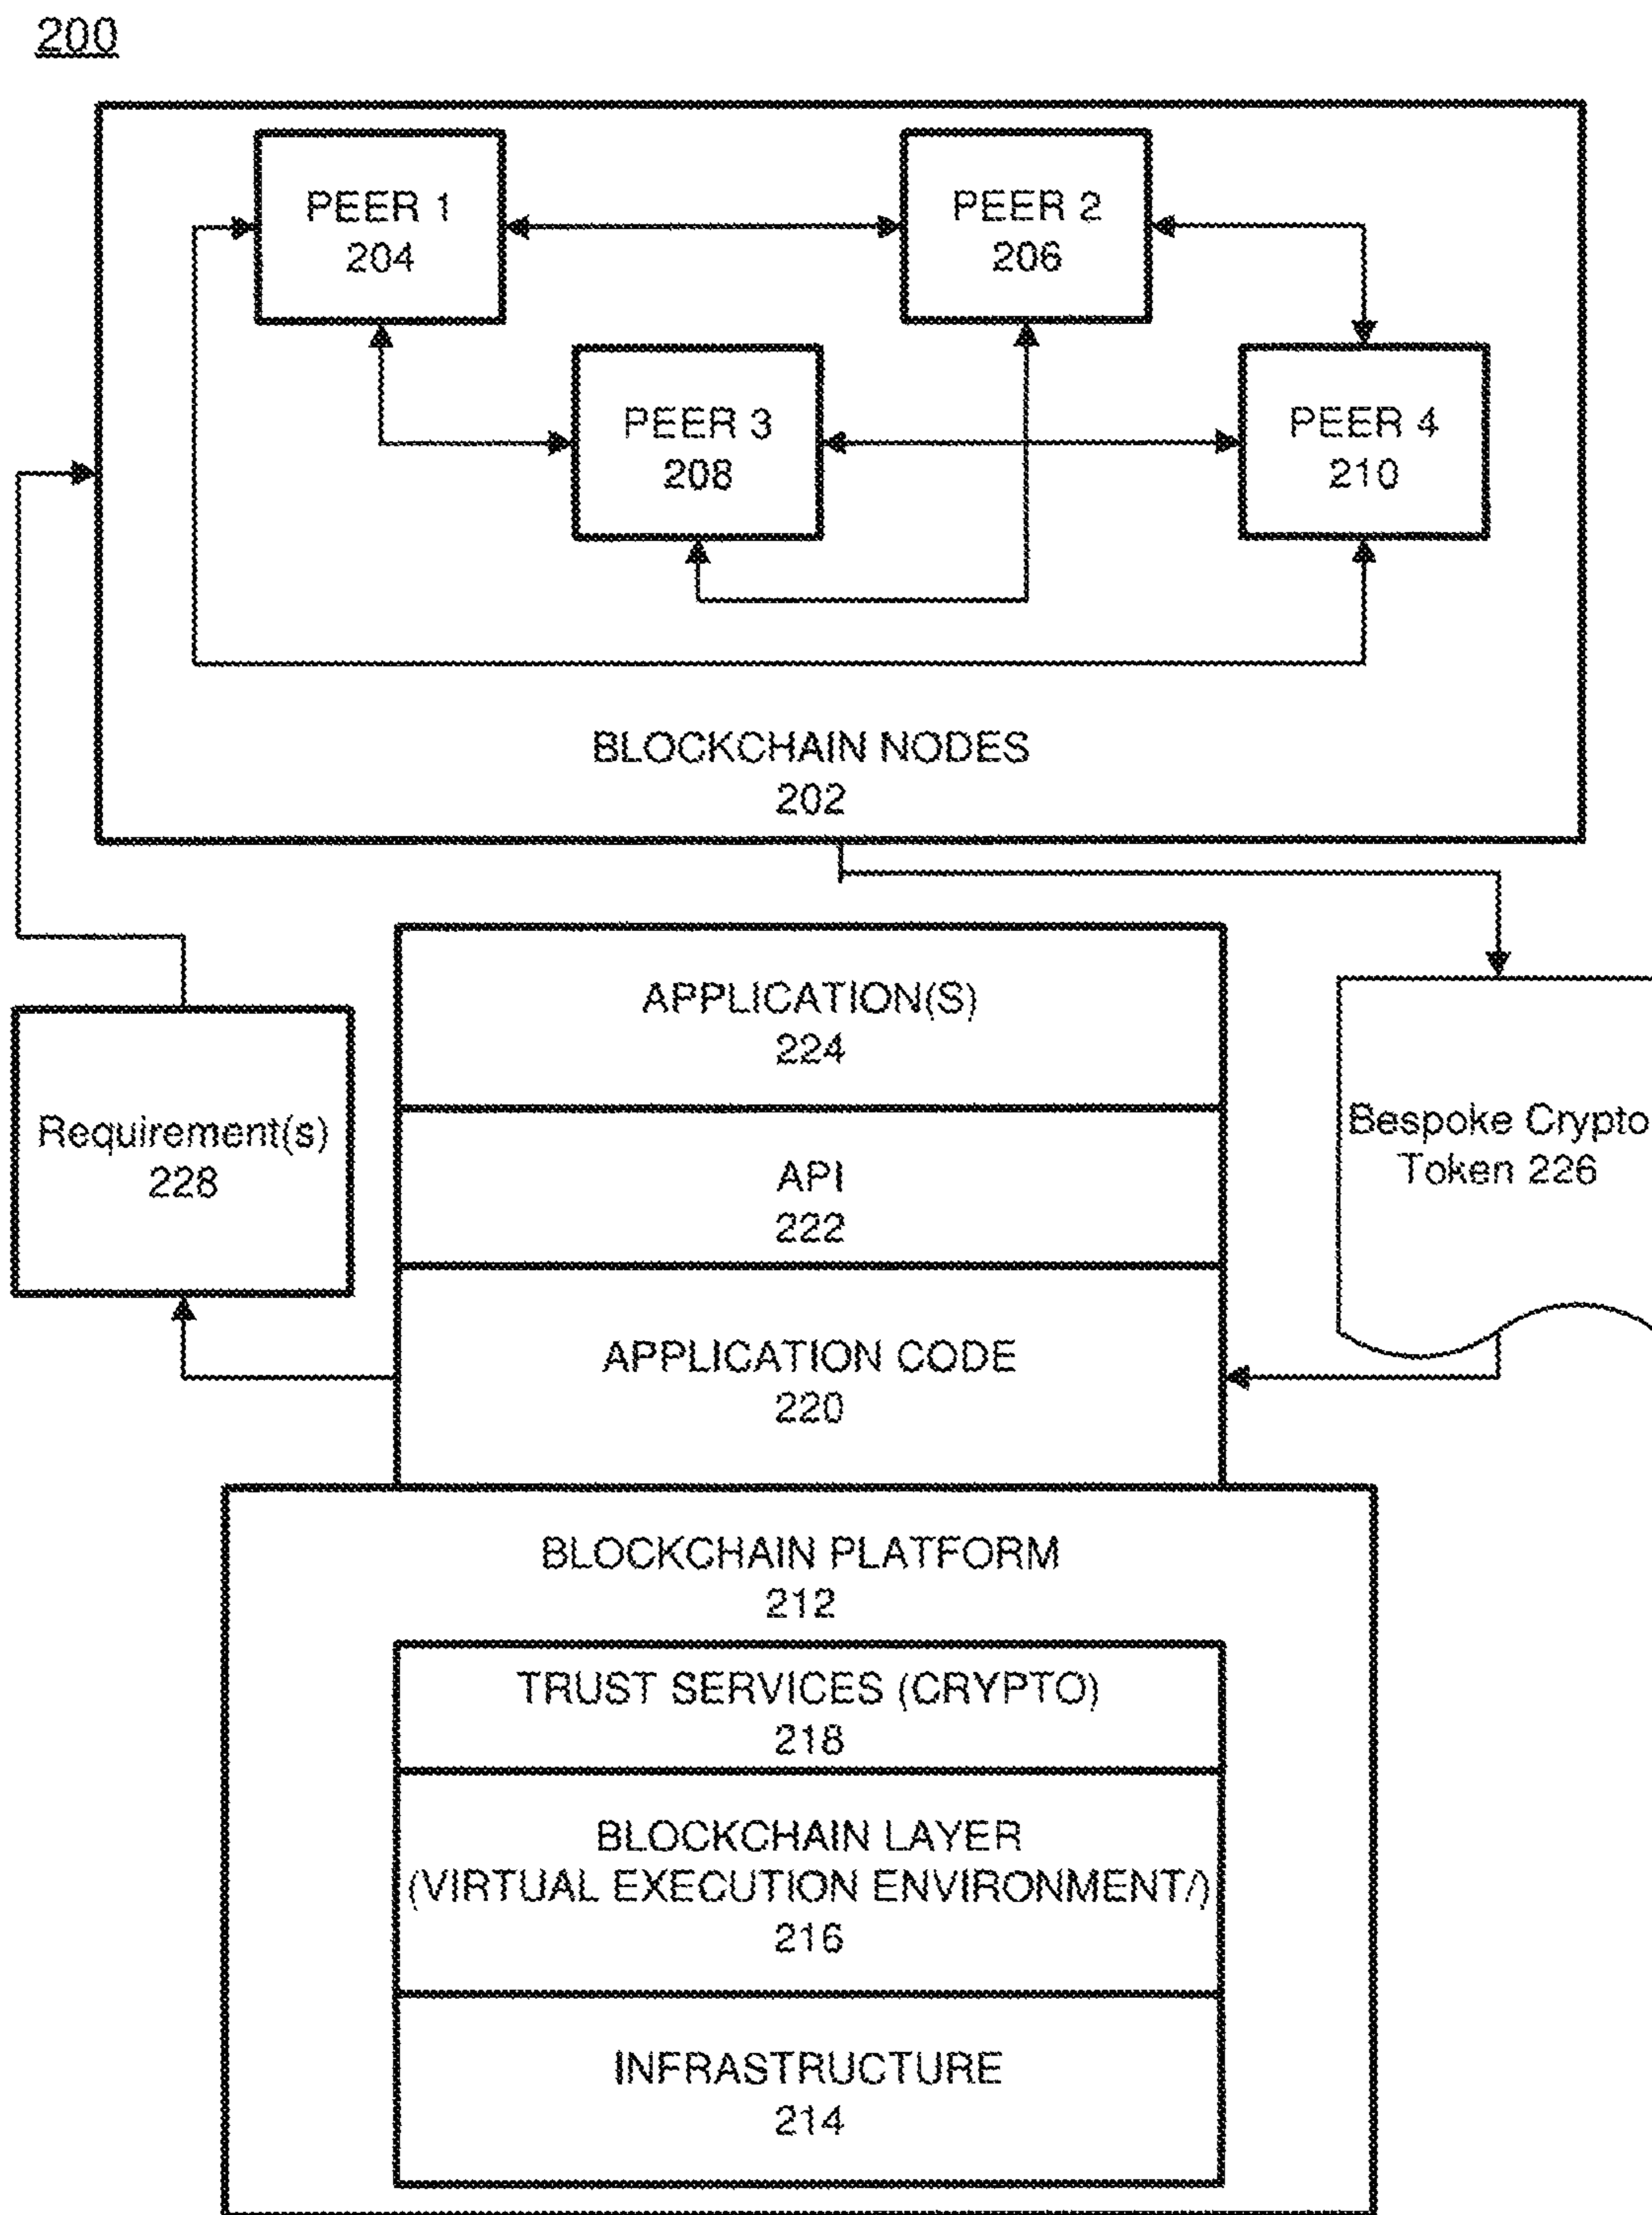 200
PEER 1
204
PEER 2
206
PEER 3
208
PEER 4
210
BLOCKCHAIN NODES
202
APPLICATION(S)
224
Requirement(s)
228
API
222
Bespoke Crypto
Token 226
APPLICATION CODE
220
BLOCKCHAIN PLATFORM
212
TRUST SERVICES (CRYPTO)
218
BLOCKCHAIN LAYER
(VIRTUAL EXECUTION ENVIRONMENT/)
216
INFRASTRUCTURE
214